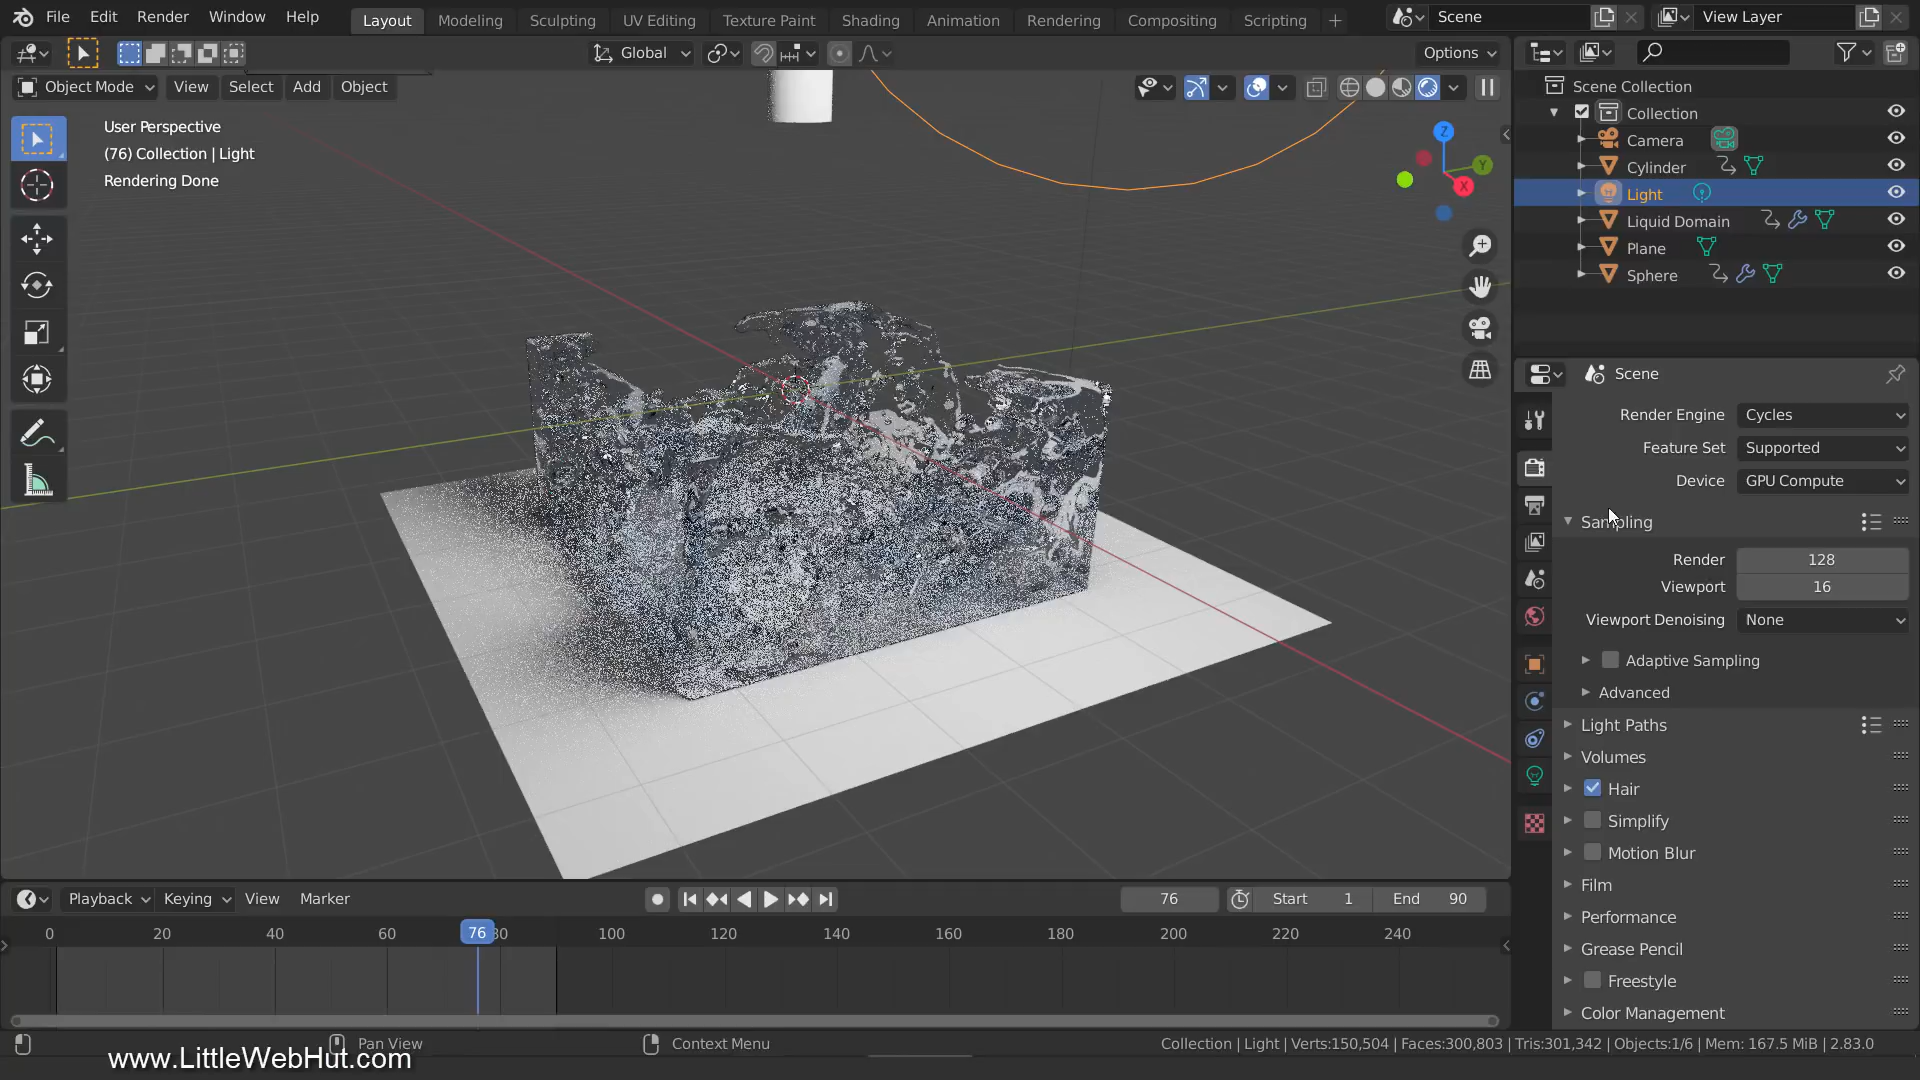 File Edit Render Window Help Layout Modeling Sculpting UV Editing Texture Paint Shading Animation Rendering Compositing Scripting + Scene View Layer
Global Options
Object Mode View Select Add Object
User Perspective
(76) Collection | Light
Rendering Done
Z
Y
X
Scene Collection
Collection
Camera
Cylinder
Light
Liquid Domain
Plane
Sphere
Scene
Render Engine Cycles
Feature Set Supported
Device GPU Compute
Sampling
Render 128
Viewport 16
Viewport Denoising None
Adaptive Sampling
Advanced
Light Paths
Volumes
Hair
Simplify
Motion Blur
Film
Performance
Grease Pencil
Freestyle
Color Management
Playback Keying View Marker 76 Start 1 End 90
0 20 40 60 76 80 100 120 140 160 180 200 220 240
Pan View Context Menu Collection | Light | Verts:150,504 | Faces:300,803 | Tris:301,342 | Objects:1/6 | Mem: 167.5 MiB | 2.83.0
www.LittleWebHut.com